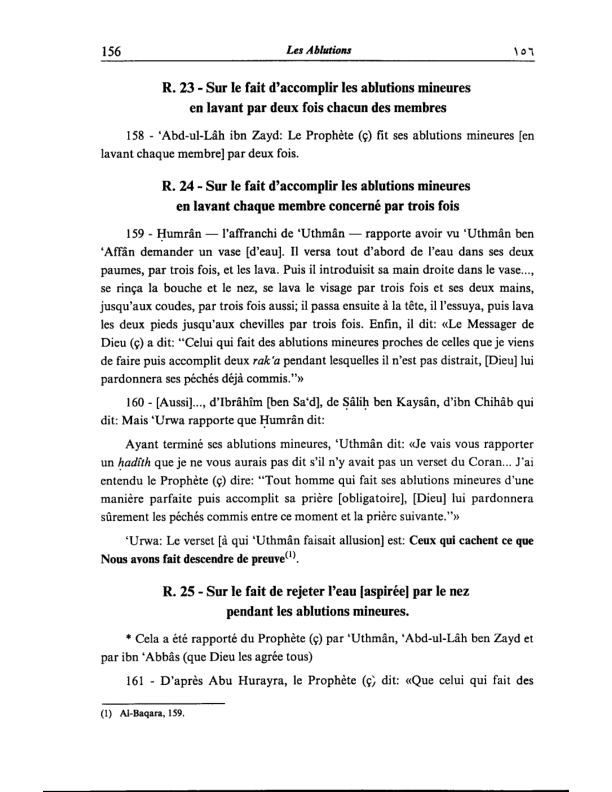 156
Les Ablutions
١٥٦
R. 23 - Sur le fait d'accomplir les ablutions mineures
en lavant par deux fois chacun des membres
158 - ‘Abd-ul-Lâh ibn Zayd: Le Prophète (ç) fit ses ablutions mineures [en
lavant chaque membre] par deux fois.
R. 24 - Sur le fait d'accomplir les ablutions mineures
en lavant chaque membre concerné par trois fois
159 - Ḥumrân — l'affranchi de ‘Uthmân — rapporte avoir vu ‘Uthmân ben
‘Affân demander un vase [d'eau]. Il versa tout d'abord de l'eau dans ses deux
paumes, par trois fois, et les lava. Puis il introduisit sa main droite dans le vase...,
se rinça la bouche et le nez, se lava le visage par trois fois et ses deux mains,
jusqu'aux coudes, par trois fois aussi; il passa ensuite à la tête, il l'essuya, puis lava
les deux pieds jusqu'aux chevilles par trois fois. Enfin, il dit: «Le Messager de
Dieu (ç) a dit: “Celui qui fait des ablutions mineures proches de celles que je viens
de faire puis accomplit deux rak‘a pendant lesquelles il n'est pas distrait, [Dieu] lui
pardonnera ses péchés déjà commis.”»
160 - [Aussi]..., d'Ibrâhîm [ben Sa‘d], de Ṣâliḥ ben Kaysân, d'ibn Chihâb qui
dit: Mais ‘Urwa rapporte que Ḥumrân dit:
Ayant terminé ses ablutions mineures, ‘Uthmân dit: «Je vais vous rapporter
un ḥadîth que je ne vous aurais pas dit s'il n'y avait pas un verset du Coran... J'ai
entendu le Prophète (ç) dire: “Tout homme qui fait ses ablutions mineures d'une
manière parfaite puis accomplit sa prière [obligatoire], [Dieu] lui pardonnera
sûrement les péchés commis entre ce moment et la prière suivante.”»
‘Urwa: Le verset [à qui ‘Uthmân faisait allusion] est: Ceux qui cachent ce que
Nous avons fait descendre de preuve(1).
R. 25 - Sur le fait de rejeter l'eau [aspirée] par le nez
pendant les ablutions mineures.
* Cela a été rapporté du Prophète (ç) par ‘Uthmân, ‘Abd-ul-Lâh ben Zayd et
par ibn ‘Abbâs (que Dieu les agrée tous)
161 - D'après Abu Hurayra, le Prophète (ç) dit: «Que celui qui fait des
(1) Al-Baqara, 159.